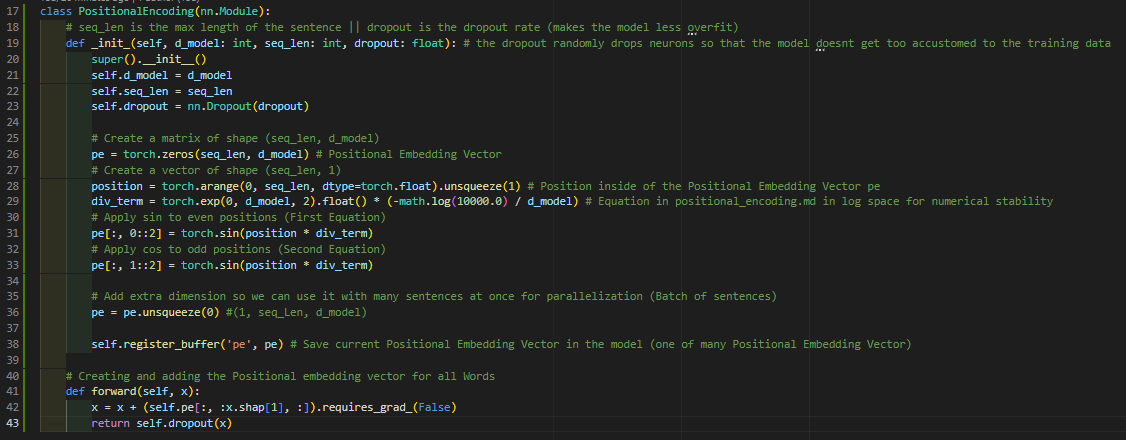 17 class PositionalEncoding(nn.Module):
18     # seq_len is the max length of the sentence || dropout is the dropout rate (makes the model less overfit)
19     def _init_(self, d_model: int, seq_len: int, dropout: float): # the dropout randomly drops neurons so that the model doesnt get too accustomed to the training data
20         super().__init__()
21         self.d_model = d_model
22         self.seq_len = seq_len
23         self.dropout = nn.Dropout(dropout)
24
25         # Create a matrix of shape (seq_len, d_model)
26         pe = torch.zeros(seq_len, d_model) # Positional Embedding Vector
27         # Create a vector of shape (seq_len, 1)
28         position = torch.arange(0, seq_len, dtype=torch.float).unsqueeze(1) # Position inside of the Positional Embedding Vector pe
29         div_term = torch.exp(0, d_model, 2).float() * (-math.log(10000.0) / d_model) # Equation in positional_encoding.md in log space for numerical stability
30         # Apply sin to even positions (First Equation)
31         pe[:, 0::2] = torch.sin(position * div_term)
32         # Apply cos to odd positions (Second Equation)
33         pe[:, 1::2] = torch.sin(position * div_term)
34
35         # Add extra dimension so we can use it with many sentences at once for parallelization (Batch of sentences)
36         pe = pe.unsqueeze(0) #(1, seq_Len, d_model)
37
38         self.register_buffer('pe', pe) # Save current Positional Embedding Vector in the model (one of many Positional Embedding Vector)
39
40     # Creating and adding the Positional embedding vector for all Words
41     def forward(self, x):
42         x = x + (self.pe[:, :x.shap[1], :]).requires_grad_(False)
43         return self.dropout(x)